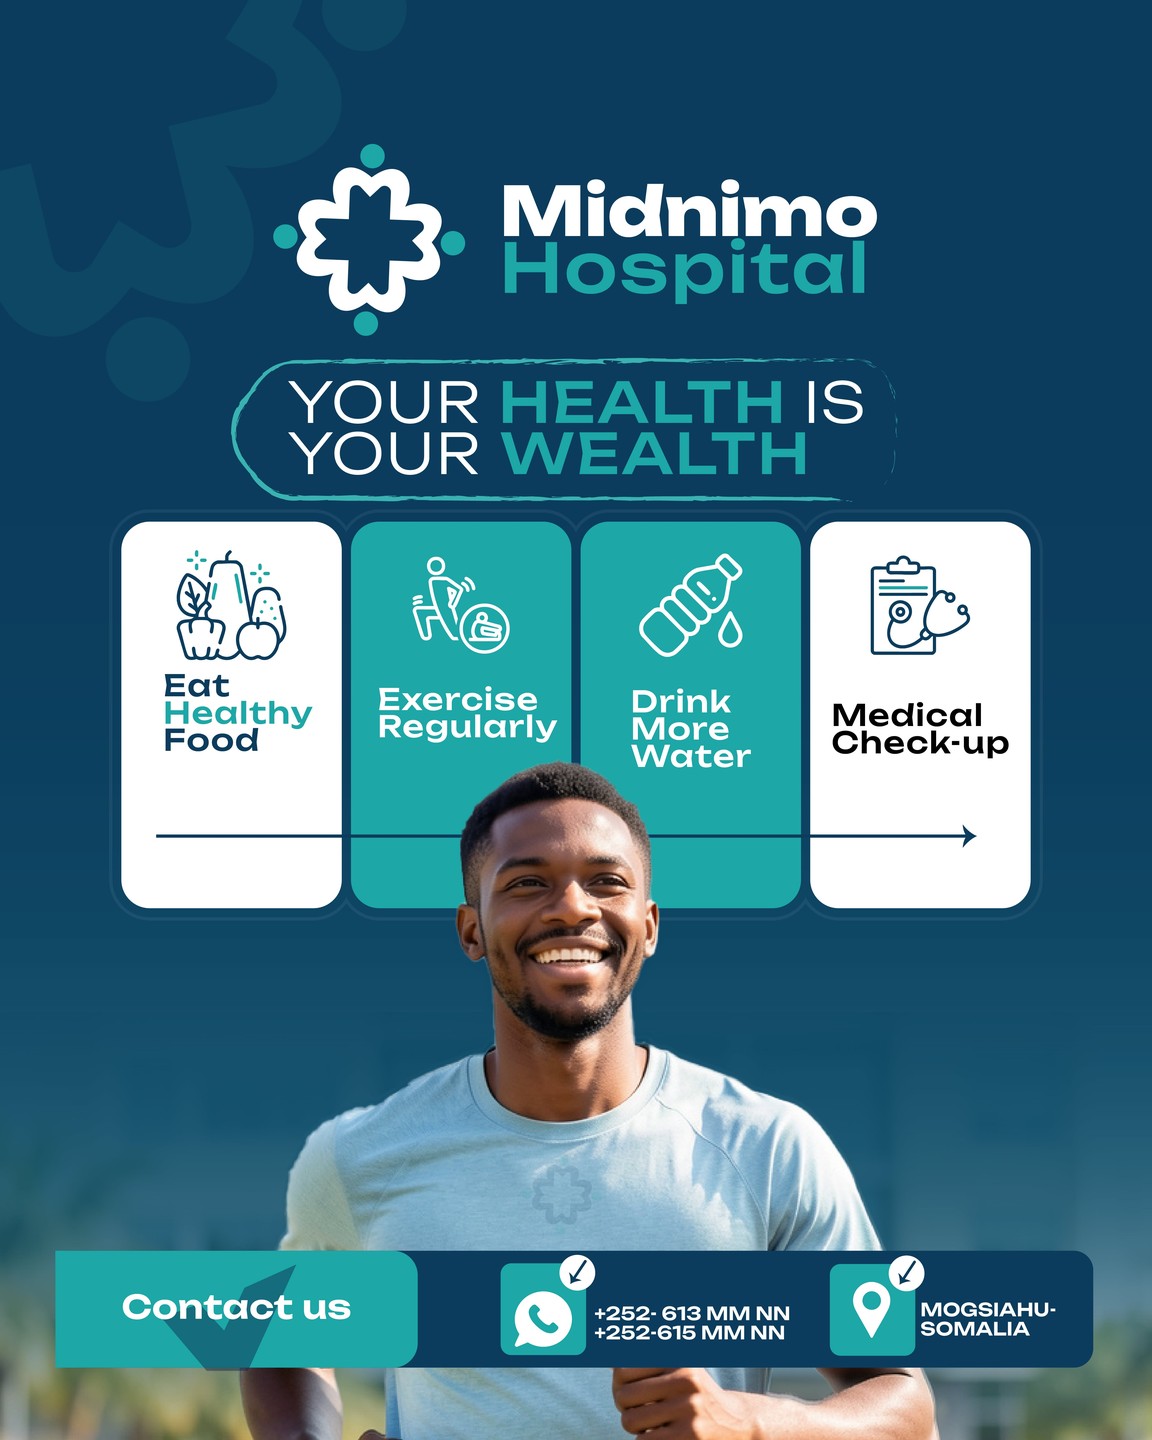 Midnimo
Hospital
YOUR HEALTH IS
YOUR WEALTH
Eat
Healthy
Food
Exercise
Regularly
Drink
More
Water
Medical
Check-up
Contact us
+252- 613 MM NN
+252-615 MM NN
MOGSIAHU-
SOMALIA